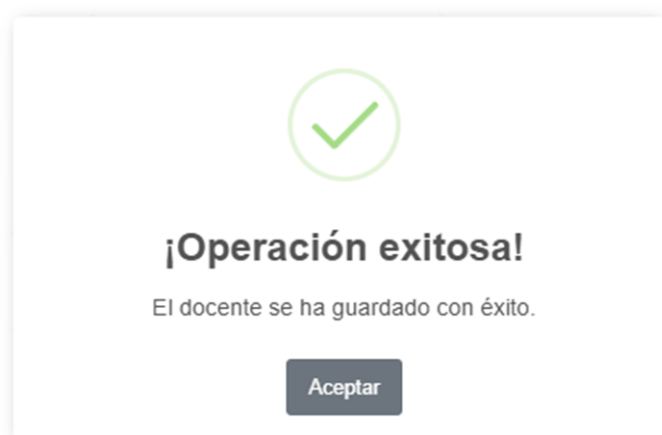 ¡Operación exitosa!
El docente se ha guardado con éxito.
Aceptar